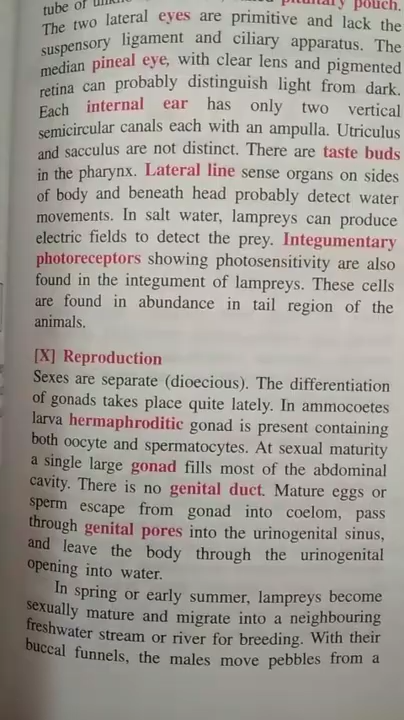 tube of pituitary pouch.
The two lateral eyes are primitive and lack the
suspensory ligament and ciliary apparatus. The
median pineal eye, with clear lens and pigmented
retina can probably distinguish light from dark.
Each internal ear has only two vertical
semicircular canals each with an ampulla. Utriculus
and sacculus are not distinct. There are taste buds
in the pharynx. Lateral line sense organs on sides
of body and beneath head probably detect water
movements. In salt water, lampreys can produce
electric fields to detect the prey. Integumentary
photoreceptors showing photosensitivity are also
found in the integument of lampreys. These cells
are found in abundance in tail region of the
animals.
[X] Reproduction
Sexes are separate (dioecious). The differentiation
of gonads takes place quite lately. In ammocoetes
larva hermaphroditic gonad is present containing
both oocyte and spermatocytes. At sexual maturity
a single large gonad fills most of the abdominal
cavity. There is no genital duct. Mature eggs or
sperm escape from gonad into coelom, pass
through genital pores into the urinogenital sinus,
and leave the body through the urinogenital
opening into water.
In spring or early summer, lampreys become
sexually mature and migrate into a neighbouring
freshwater stream or river for breeding. With their
buccal funnels, the males move pebbles from a